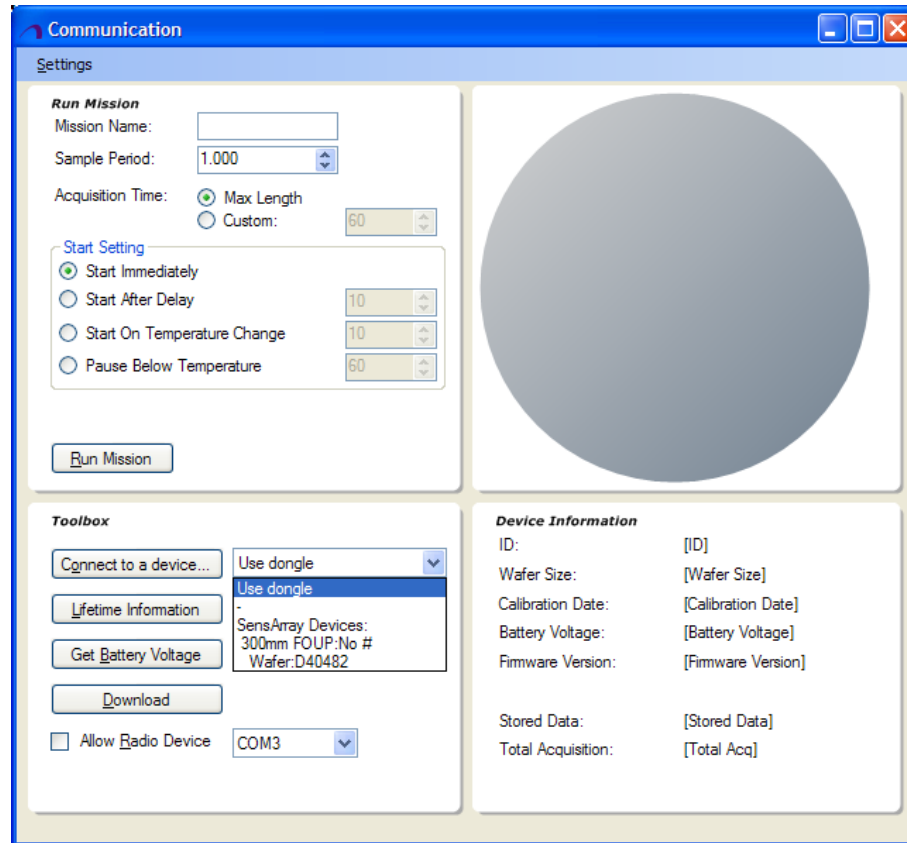 Communication
Settings
Run Mission
Mission Name:
Sample Period: 1.000
Acquisition Time: Max Length
Custom: 60
Start Setting
Start Immediately
Start After Delay 10
Start On Temperature Change 10
Pause Below Temperature 60
Run Mission
Toolbox
Connect to a device... Use dongle
Use dongle
-
Lifetime Information
SensArray Devices:
300mm FOUP:No #
Wafer:D40482
Get Battery Voltage
Download
Allow Radio Device COM3
Device Information
ID: [ID]
Wafer Size: [Wafer Size]
Calibration Date: [Calibration Date]
Battery Voltage: [Battery Voltage]
Firmware Version: [Firmware Version]
Stored Data: [Stored Data]
Total Acquisition: [Total Acq]